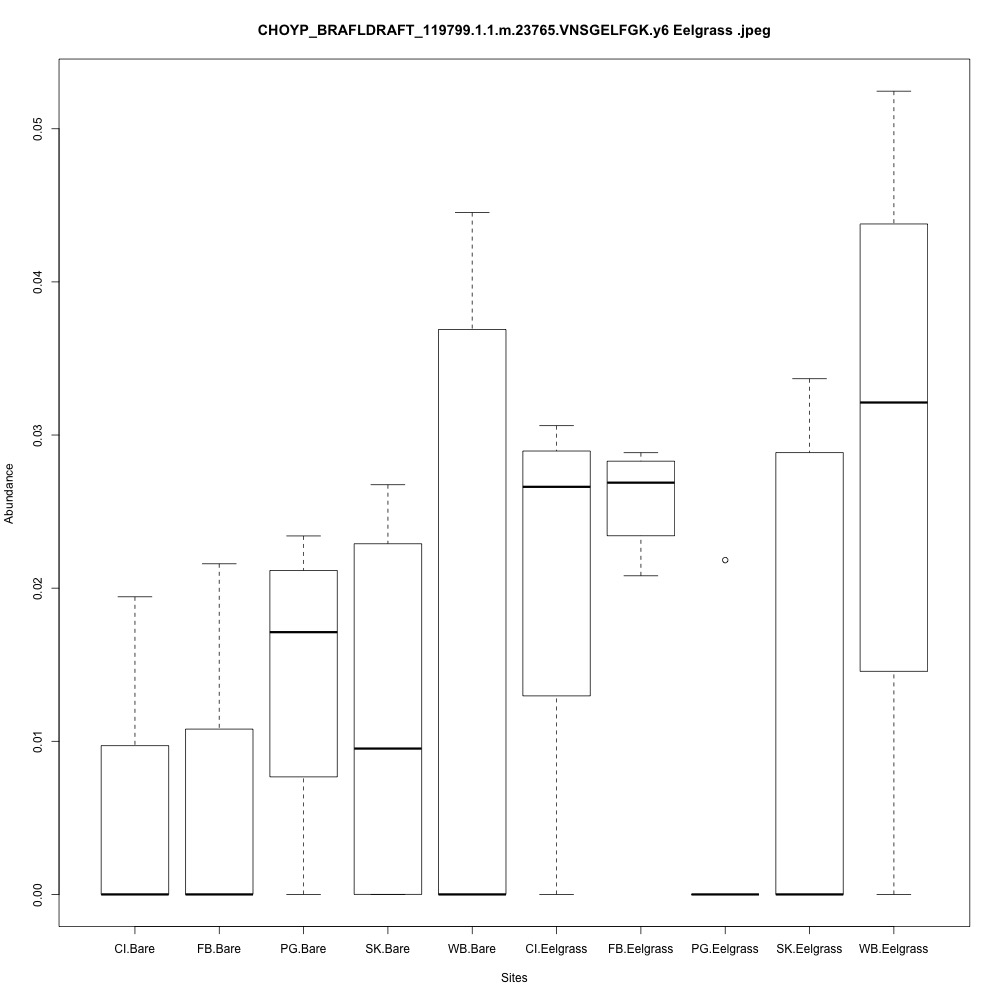 CHOYP_BRAFLDRAFT_119799.1.1.m.23765.VNSGELFGK.y6 Eelgrass .jpeg
0.05
0.04
0.03
0.02
0.01
0.00
Abundance
CI.Bare FB.Bare PG.Bare SK.Bare WB.Bare CI.Eelgrass FB.Eelgrass PG.Eelgrass SK.Eelgrass WB.Eelgrass
Sites